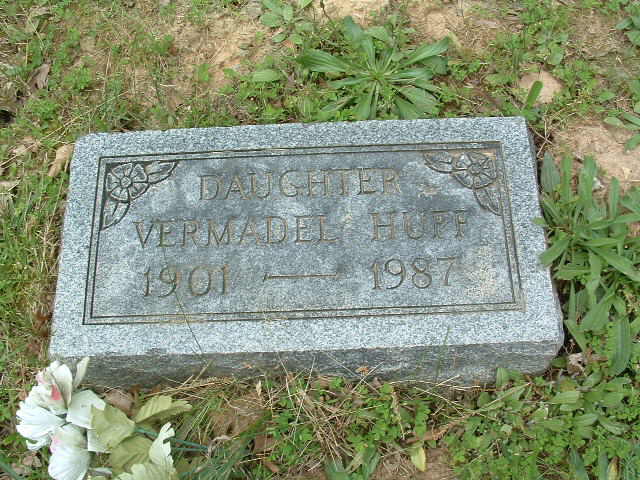 DAUGHTER
VERMADEL HUFF
1901 — 1987